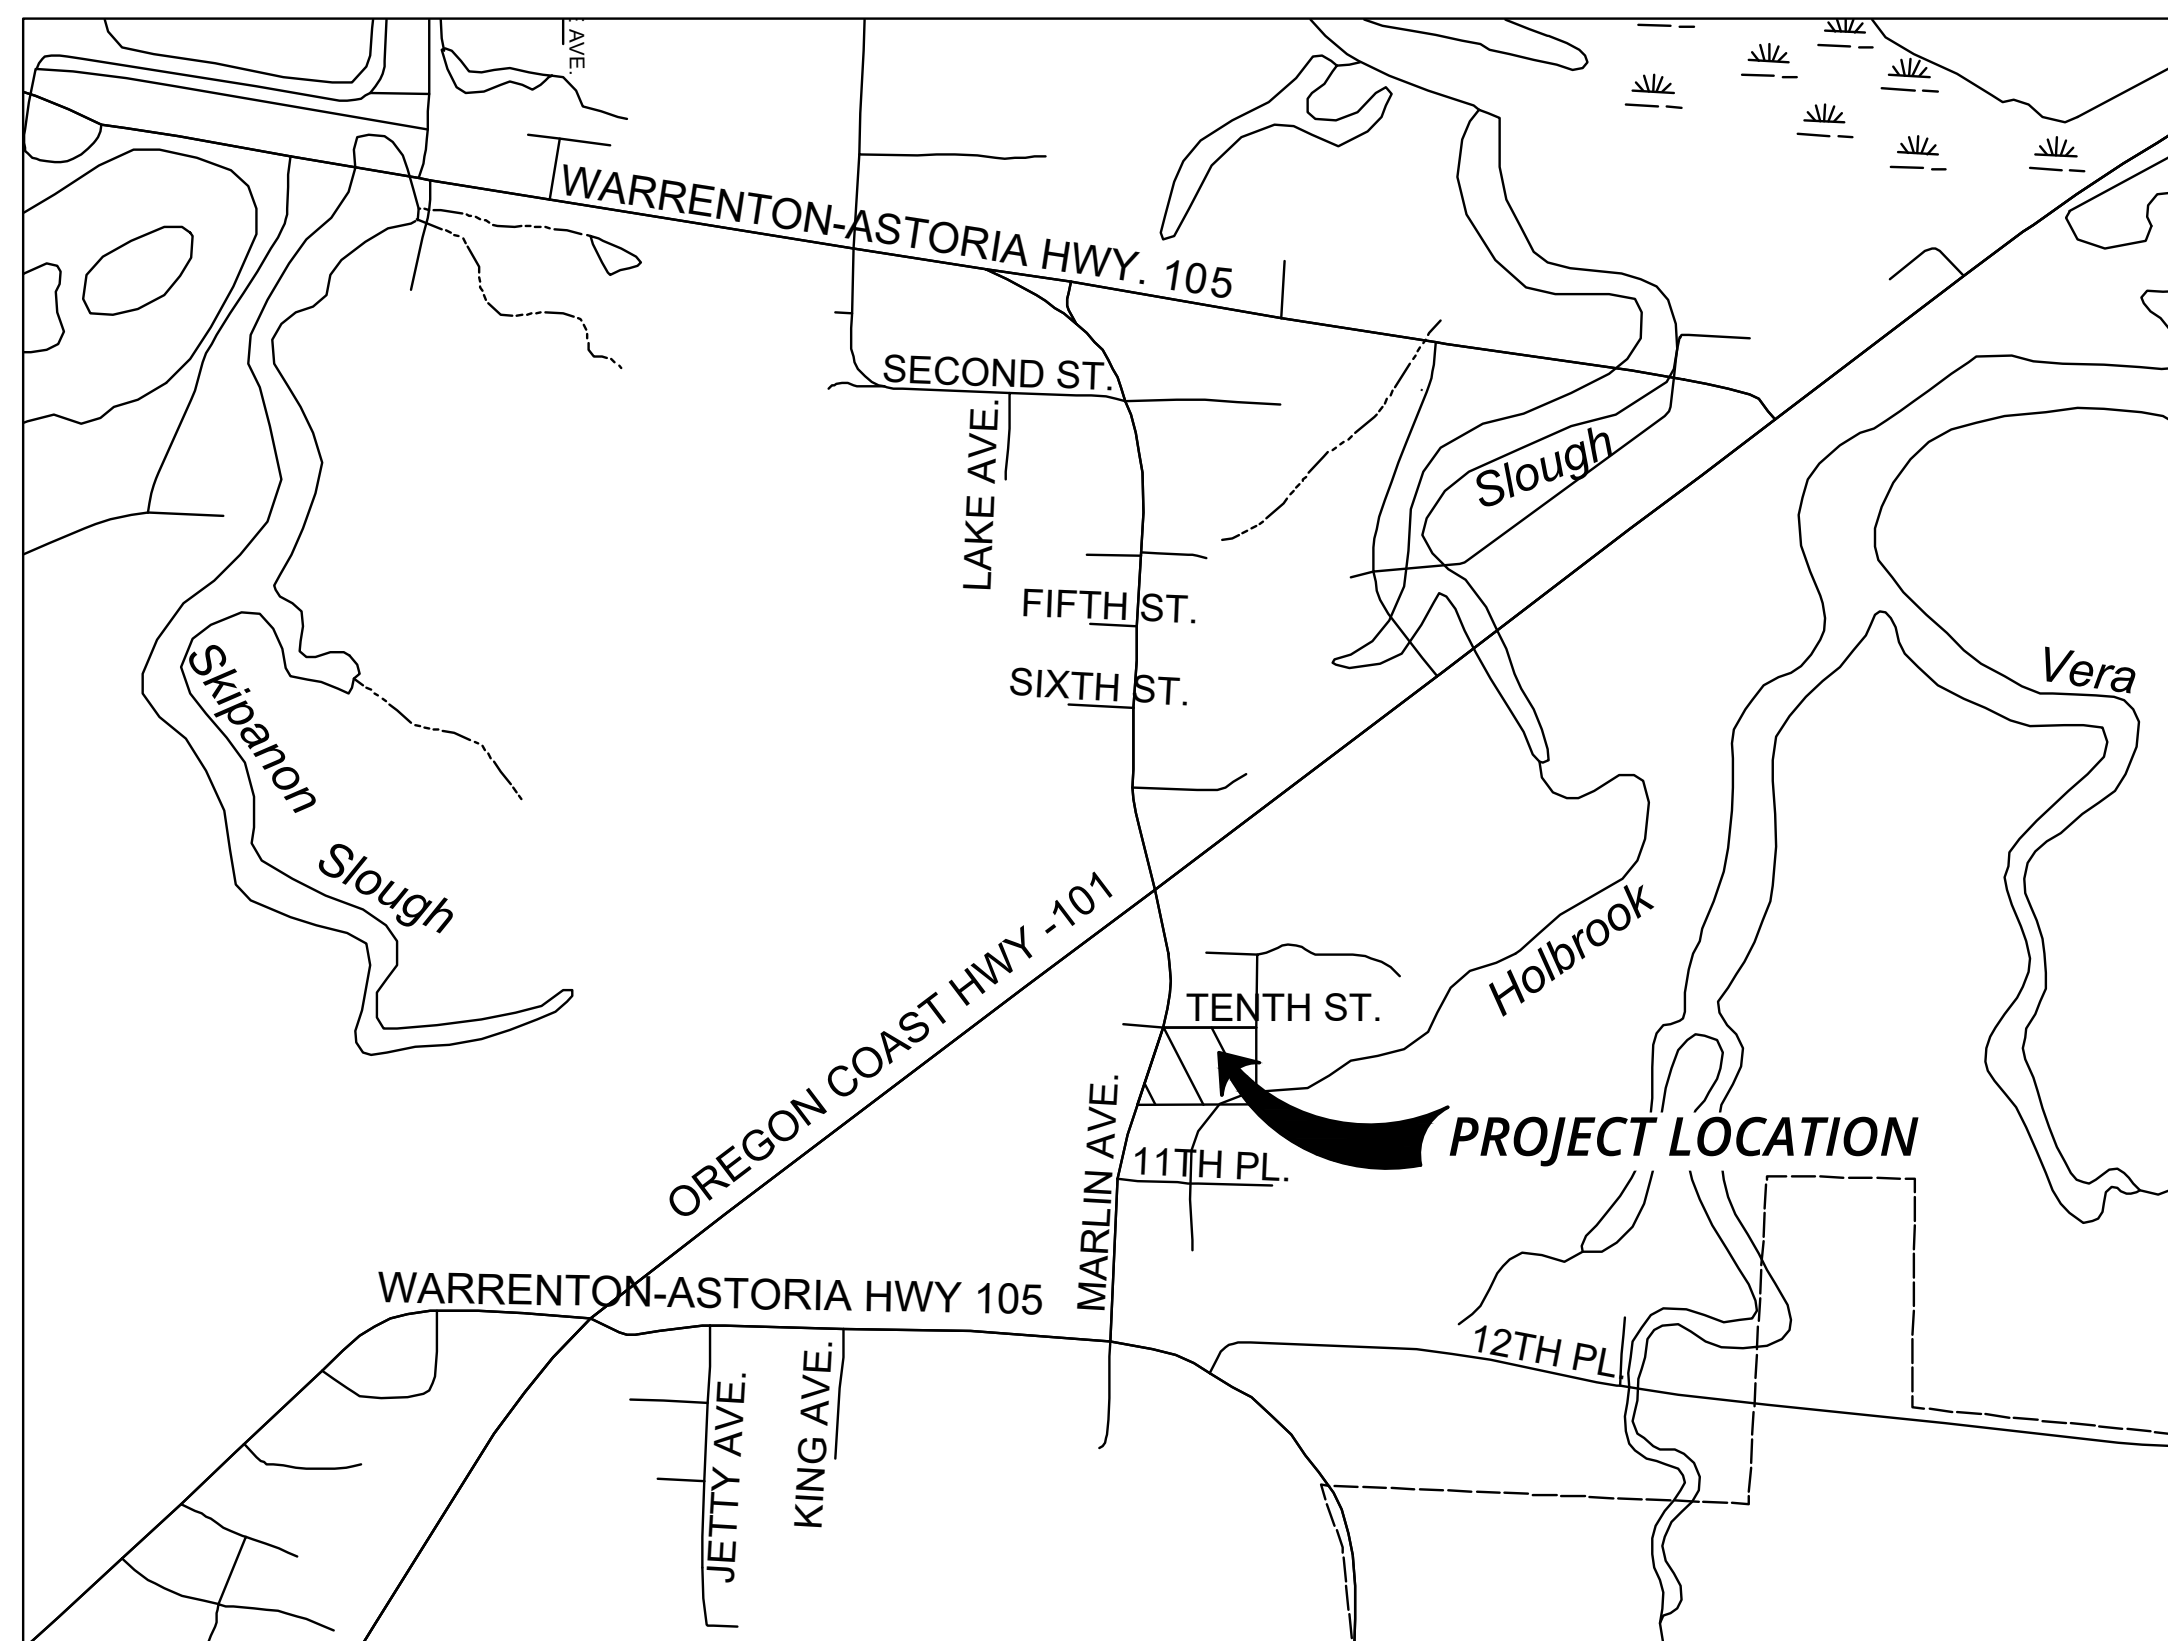 AVE.
WARRENTON-ASTORIA HWY. 105
SECOND ST.
LAKE AVE.
Slough
FIFTH ST.
SIXTH ST.
Vera
Skipanon
Slough
OREGON COAST HWY -101
Holbrook
TENTH ST.
MARLIN AVE.
PROJECT LOCATION
11TH PL.
WARRENTON-ASTORIA HWY 105
12TH PL.
JETTY AVE.
KING AVE.